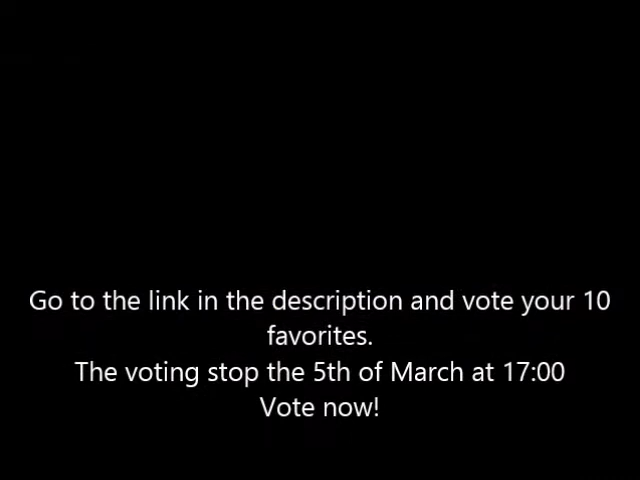 Go to the link in the description and vote your 10
favorites.
The voting stop the 5th of March at 17:00
Vote now!